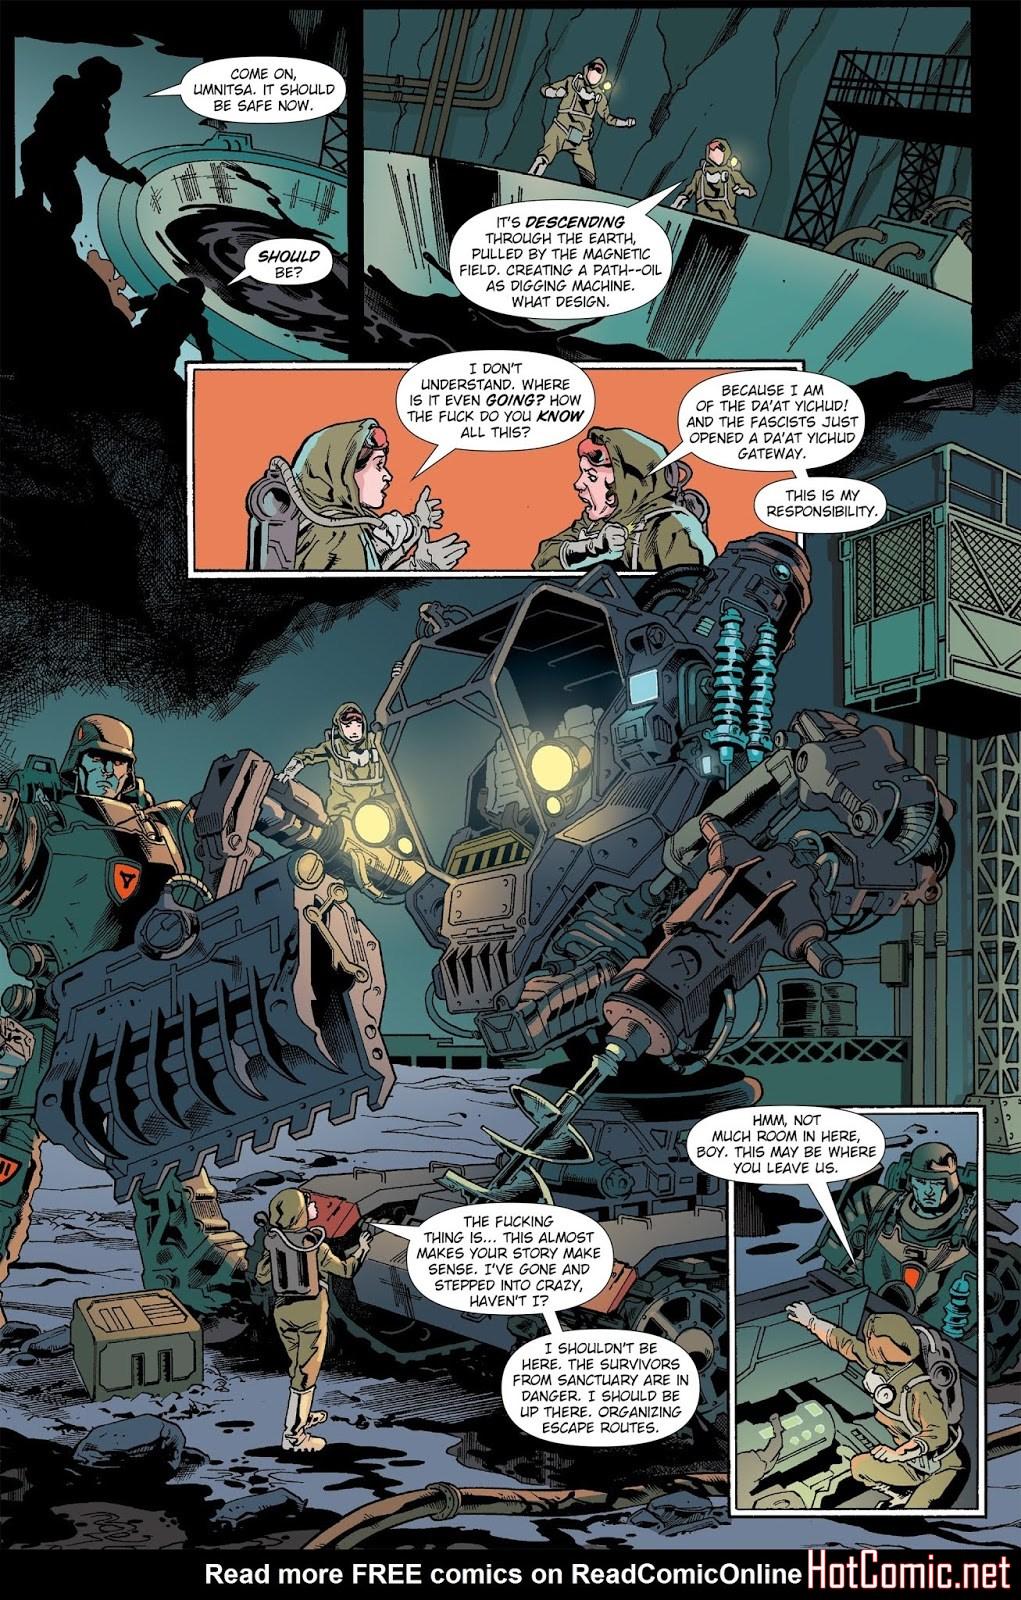 COME ON,
UMNITSA. IT SHOULD
BE SAFE NOW.
SHOULD
BE?
IT'S DESCENDING
THROUGH THE EARTH,
PULLED BY THE MAGNETIC
FIELD. CREATING A PATH--OIL
AS DIGGING MACHINE.
WHAT DESIGN.
I DON'T
UNDERSTAND. WHERE
IS IT EVEN GOING? HOW
THE FUCK DO YOU KNOW
ALL THIS?
BECAUSE I AM
OF THE DA'AT YICHUD!
AND THE FASCISTS JUST
OPENED A DA'AT YICHUD
GATEWAY.
THIS IS MY
RESPONSIBILITY.
THE FUCKING
THING IS... THIS ALMOST
MAKES YOUR STORY MAKE
SENSE. I'VE GONE AND
STEPPED INTO CRAZY,
HAVEN'T I?
I SHOULDN'T BE
HERE. THE SURVIVORS
FROM SANCTUARY ARE IN
DANGER. I SHOULD BE
UP THERE. ORGANIZING
ESCAPE ROUTES.
HMM, NOT
MUCH ROOM IN HERE,
BOY. THIS MAY BE WHERE
YOU LEAVE US.
Read more FREE comics on ReadComicOnline
HotComic.net